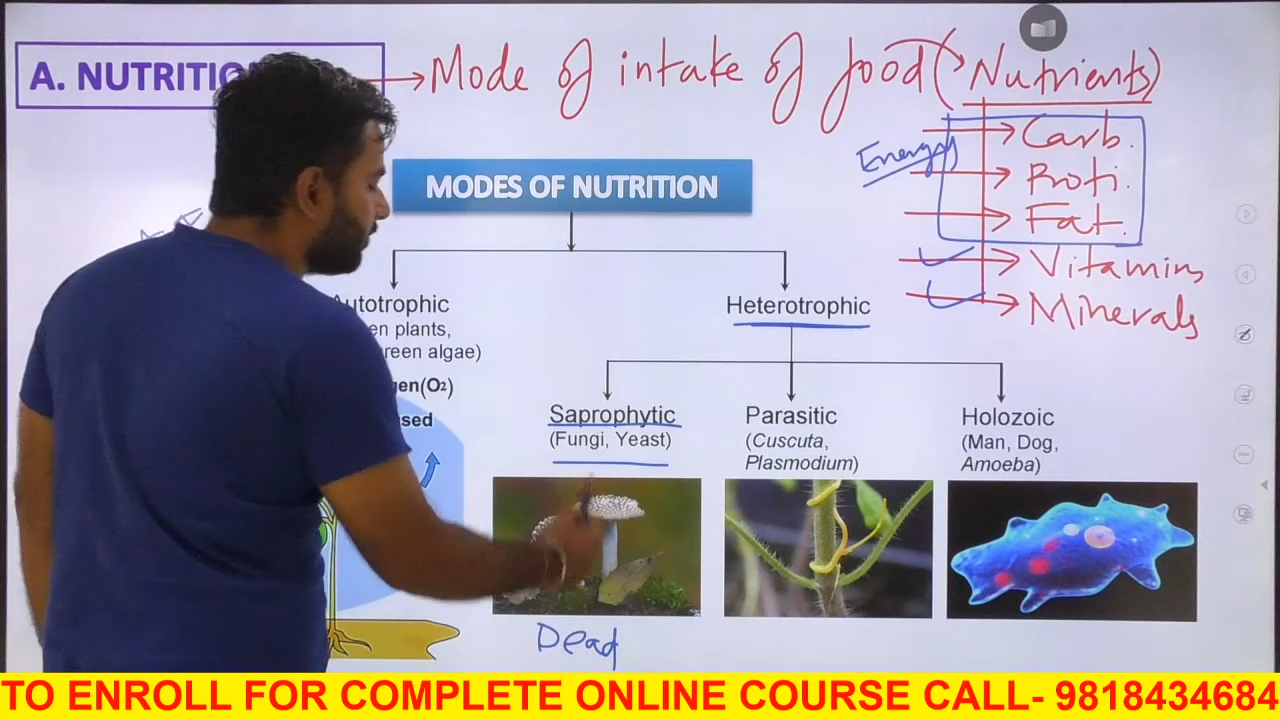 A. NUTRITIO
Mode of intake of food (Nutrients)
Energy
Carb.
Proti.
Fat.
Vitamins
Minerals
MODES OF NUTRITION
Autotrophic
en plants,
reen algae)
gen(O2)
sed
Heterotrophic
Saprophytic
(Fungi, Yeast)
Parasitic
(Cuscuta,
Plasmodium)
Holozoic
(Man, Dog,
Amoeba)
Dead
TO ENROLL FOR COMPLETE ONLINE COURSE CALL- 9818434684